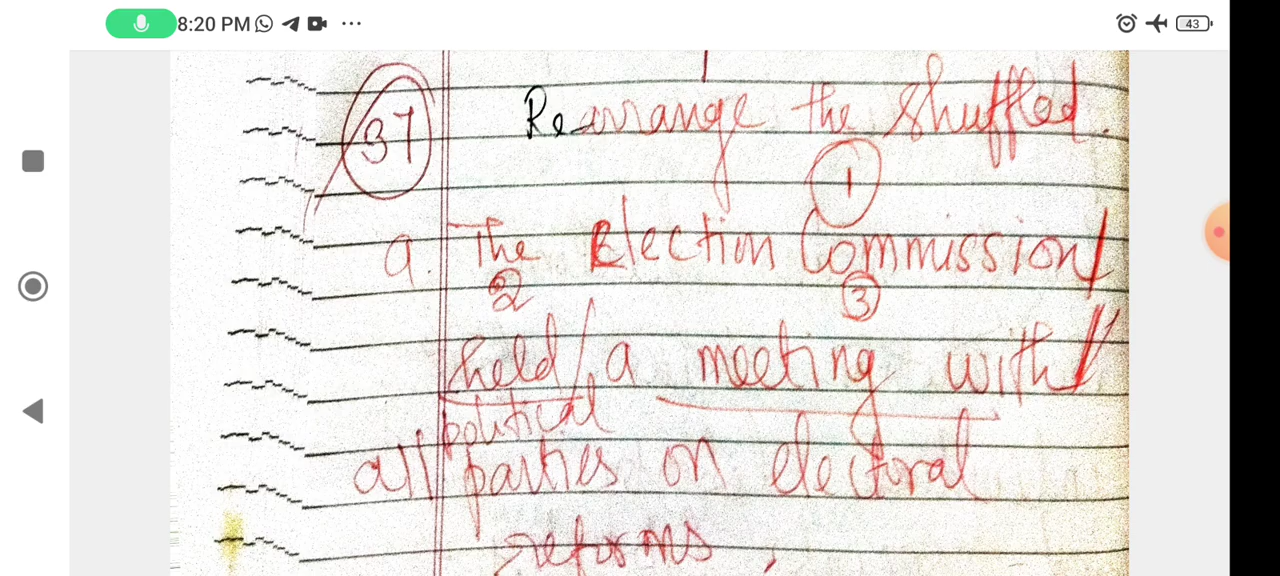 8:20 PM ...
43
37
Rearrange the Shuffled.
1
a. The Election Commission/
2 3
held/a meeting with/
political
all parties on electoral
reforms,